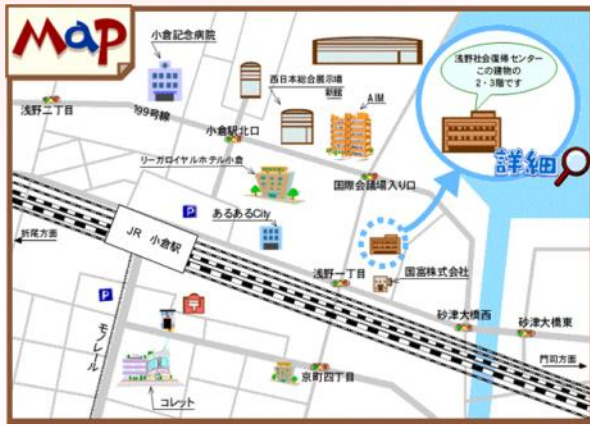 MAP
小倉記念病院
西日本総合展示場
新館
AIM
浅野社会復帰センター
この建物の
2・3階です
詳細
浅野二丁目
199号線
小倉駅北口
リーガロイヤルホテル小倉
国際会議場入り口
P
あるあるCity
折尾方面
JR 小倉駅
浅野一丁目
国富株式会社
P
砂津大橋西
砂津大橋東
モノレール
京町四丁目
門司方面
コレット